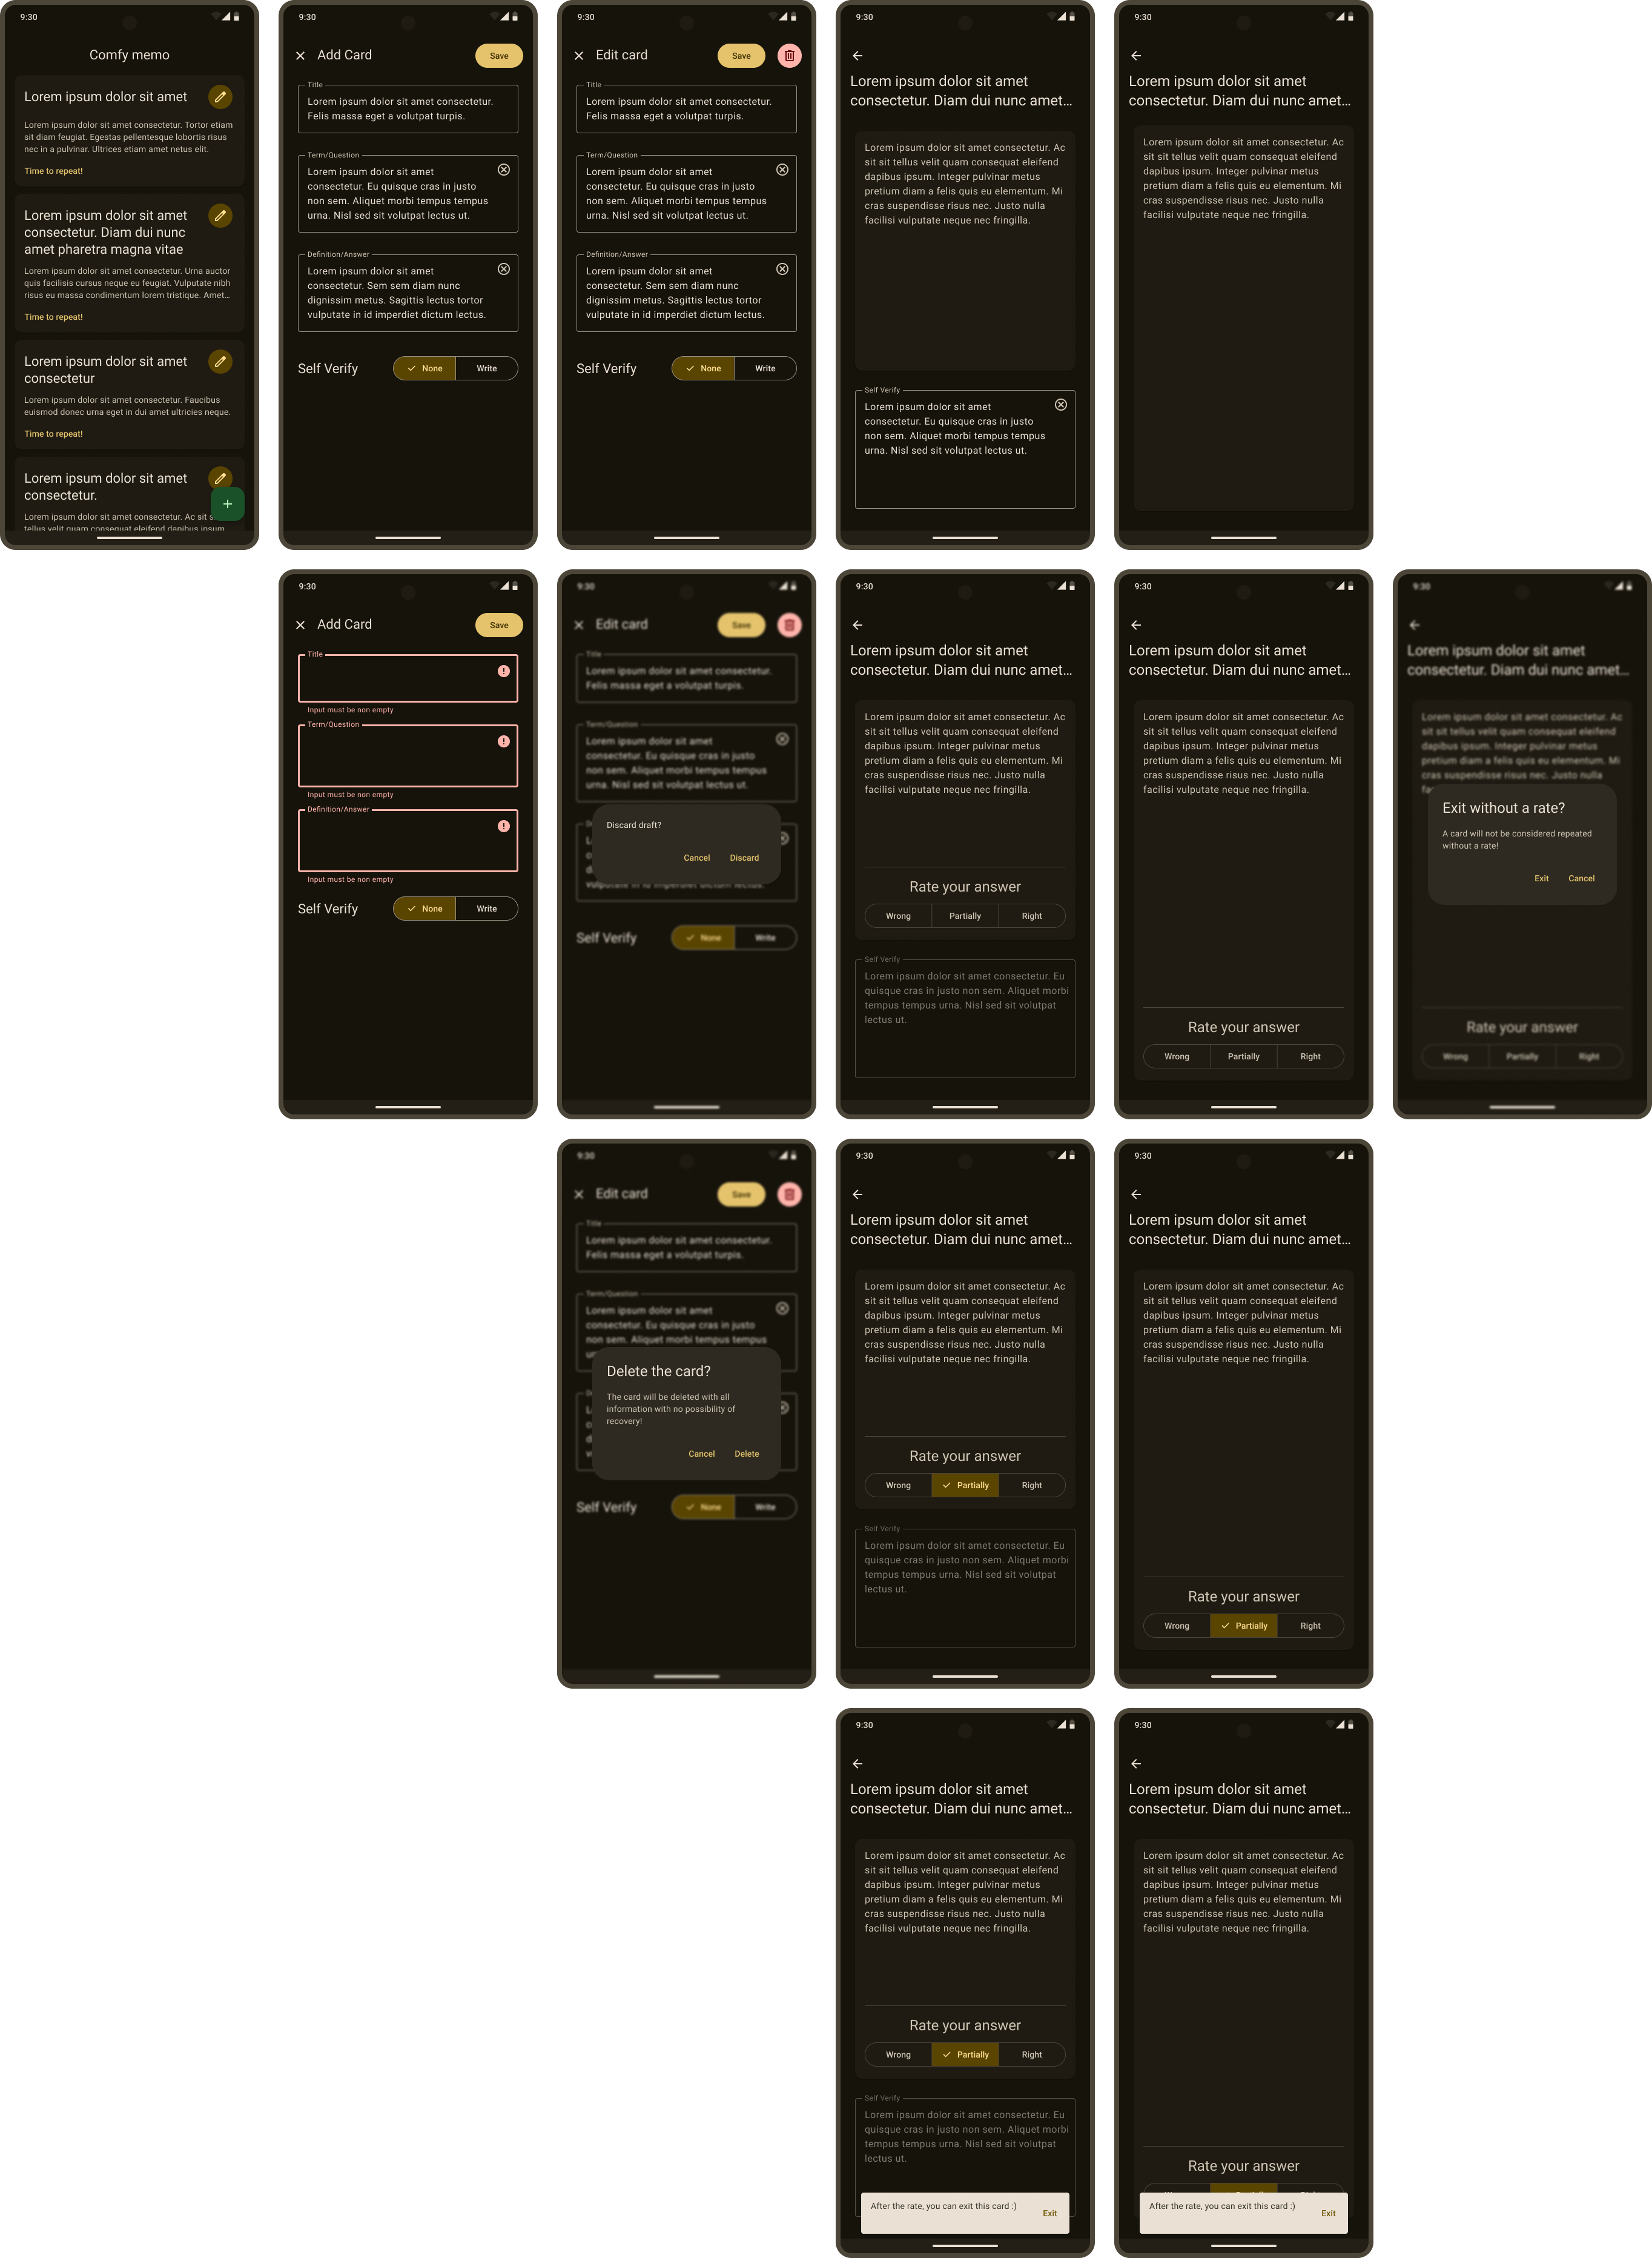 9:30
Comfy memo
Lorem ipsum dolor sit amet
Lorem ipsum dolor sit amet consectetur. Tortor etiam
sit diam feugiat. Egestas pellentesque lobortis risus
nec in a pulvinar. Ultrices etiam amet netus elit.
Time to repeat!
Lorem ipsum dolor sit amet
consectetur. Diam dui nunc
amet pharetra magna vitae
Lorem ipsum dolor sit amet consectetur. Urna auctor
quis facilisis cursus neque eu feugiat. Vulputate nibh
risus eu massa condimentum lorem tristique. Amet...
Time to repeat!
Lorem ipsum dolor sit amet
consectetur
Lorem ipsum dolor sit amet consectetur. Faucibus
euismod donec urna eget in dui amet ultricies neque.
Time to repeat!
Lorem ipsum dolor sit amet
consectetur.
Lorem ipsum dolor sit amet consectetur. Ac sit s
tellus velit quam consequat eleifend dapibus ipsum.
9:30
Add Card
Save
Title
Lorem ipsum dolor sit amet consectetur.
Felis massa eget a volutpat turpis.
Term/Question
Lorem ipsum dolor sit amet
consectetur. Eu quisque cras in justo
non sem. Aliquet morbi tempus tempus
urna. Nisl sed sit volutpat lectus ut.
Definition/Answer
Lorem ipsum dolor sit amet
consectetur. Sem sem diam nunc
dignissim metus. Sagittis lectus tortor
vulputate in id imperdiet dictum lectus.
Self Verify
None
Write
9:30
Edit card
Save
Title
Lorem ipsum dolor sit amet consectetur.
Felis massa eget a volutpat turpis.
Term/Question
Lorem ipsum dolor sit amet
consectetur. Eu quisque cras in justo
non sem. Aliquet morbi tempus tempus
urna. Nisl sed sit volutpat lectus ut.
Definition/Answer
Lorem ipsum dolor sit amet
consectetur. Sem sem diam nunc
dignissim metus. Sagittis lectus tortor
vulputate in id imperdiet dictum lectus.
Self Verify
None
Write
9:30
Lorem ipsum dolor sit amet
consectetur. Diam dui nunc amet...
Lorem ipsum dolor sit amet consectetur. Ac
sit sit tellus velit quam consequat eleifend
dapibus ipsum. Integer pulvinar metus
pretium diam a felis quis eu elementum. Mi
cras suspendisse risus nec. Justo nulla
facilisi vulputate neque nec fringilla.
Self Verify
Lorem ipsum dolor sit amet
consectetur. Eu quisque cras in justo
non sem. Aliquet morbi tempus tempus
urna. Nisl sed sit volutpat lectus ut.
9:30
Lorem ipsum dolor sit amet
consectetur. Diam dui nunc amet...
Lorem ipsum dolor sit amet consectetur. Ac
sit sit tellus velit quam consequat eleifend
dapibus ipsum. Integer pulvinar metus
pretium diam a felis quis eu elementum. Mi
cras suspendisse risus nec. Justo nulla
facilisi vulputate neque nec fringilla.
9:30
Add Card
Save
Title
Input must be non empty
Term/Question
Input must be non empty
Definition/Answer
Input must be non empty
Self Verify
None
Write
9:30
Edit card
Save
Title
Lorem ipsum dolor sit amet consectetur.
Felis massa eget a volutpat turpis.
Term/Question
Lorem ipsum dolor sit amet
consectetur. Eu quisque cras in justo
non sem. Aliquet morbi tempus tempus
urna. Nisl sed sit volutpat lectus ut.
Discard draft?
Cancel
Discard
Self Verify
None
Write
9:30
Lorem ipsum dolor sit amet
consectetur. Diam dui nunc amet...
Lorem ipsum dolor sit amet consectetur. Ac
sit sit tellus velit quam consequat eleifend
dapibus ipsum. Integer pulvinar metus
pretium diam a felis quis eu elementum. Mi
cras suspendisse risus nec. Justo nulla
facilisi vulputate neque nec fringilla.
Rate your answer
Wrong
Partially
Right
Self Verify
Lorem ipsum dolor sit amet consectetur. Eu
quisque cras in justo non sem. Aliquet morbi
tempus tempus urna. Nisl sed sit volutpat
lectus ut.
9:30
Lorem ipsum dolor sit amet
consectetur. Diam dui nunc amet...
Lorem ipsum dolor sit amet consectetur. Ac
sit sit tellus velit quam consequat eleifend
dapibus ipsum. Integer pulvinar metus
pretium diam a felis quis eu elementum. Mi
cras suspendisse risus nec. Justo nulla
facilisi vulputate neque nec fringilla.
Rate your answer
Wrong
Partially
Right
9:30
Lorem ipsum dolor sit amet
consectetur. Diam dui nunc amet...
Lorem ipsum dolor sit amet consectetur. Ac
sit sit tellus velit quam consequat eleifend
dapibus ipsum. Integer pulvinar metus
pretium diam a felis quis eu elementum. Mi
cras suspendisse risus nec. Justo nulla
Exit without a rate?
A card will not be considered repeated
without a rate!
Exit
Cancel
Rate your answer
Wrong
Partially
Right
9:30
Edit card
Save
Title
Lorem ipsum dolor sit amet consectetur.
Felis massa eget a volutpat turpis.
Term/Question
Lorem ipsum dolor sit amet
consectetur. Eu quisque cras in justo
non sem. Aliquet morbi tempus tempus
Delete the card?
The card will be deleted with all
information with no possibility of
recovery!
Cancel
Delete
Self Verify
None
Write
9:30
Lorem ipsum dolor sit amet
consectetur. Diam dui nunc amet...
Lorem ipsum dolor sit amet consectetur. Ac
sit sit tellus velit quam consequat eleifend
dapibus ipsum. Integer pulvinar metus
pretium diam a felis quis eu elementum. Mi
cras suspendisse risus nec. Justo nulla
facilisi vulputate neque nec fringilla.
Rate your answer
Wrong
Partially
Right
Self Verify
Lorem ipsum dolor sit amet consectetur. Eu
quisque cras in justo non sem. Aliquet morbi
tempus tempus urna. Nisl sed sit volutpat
lectus ut.
9:30
Lorem ipsum dolor sit amet
consectetur. Diam dui nunc amet...
Lorem ipsum dolor sit amet consectetur. Ac
sit sit tellus velit quam consequat eleifend
dapibus ipsum. Integer pulvinar metus
pretium diam a felis quis eu elementum. Mi
cras suspendisse risus nec. Justo nulla
facilisi vulputate neque nec fringilla.
Rate your answer
Wrong
Partially
Right
9:30
Lorem ipsum dolor sit amet
consectetur. Diam dui nunc amet...
Lorem ipsum dolor sit amet consectetur. Ac
sit sit tellus velit quam consequat eleifend
dapibus ipsum. Integer pulvinar metus
pretium diam a felis quis eu elementum. Mi
cras suspendisse risus nec. Justo nulla
facilisi vulputate neque nec fringilla.
Rate your answer
Wrong
Partially
Right
Self Verify
Lorem ipsum dolor sit amet consectetur. Eu
quisque cras in justo non sem. Aliquet morbi
tempus tempus urna. Nisl sed sit volutpat
lectus ut.
After the rate, you can exit this card :)
Exit
9:30
Lorem ipsum dolor sit amet
consectetur. Diam dui nunc amet...
Lorem ipsum dolor sit amet consectetur. Ac
sit sit tellus velit quam consequat eleifend
dapibus ipsum. Integer pulvinar metus
pretium diam a felis quis eu elementum. Mi
cras suspendisse risus nec. Justo nulla
facilisi vulputate neque nec fringilla.
Rate your answer
After the rate, you can exit this card :)
Exit